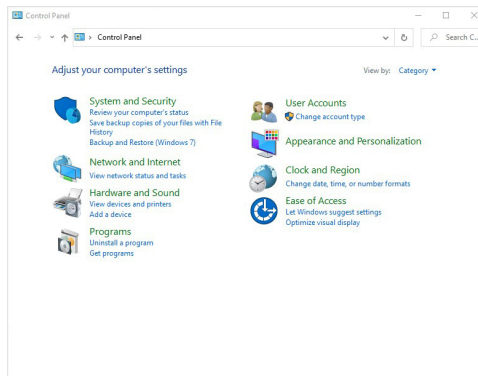 Control Panel
Control Panel
Search C...
Adjust your computer's settings
View by: Category
System and Security
Review your computer's status
Save backup copies of your files with File
History
Backup and Restore (Windows 7)
Network and Internet
View network status and tasks
Hardware and Sound
View devices and printers
Add a device
Programs
Uninstall a program
Get programs
User Accounts
Change account type
Appearance and Personalization
Clock and Region
Change date, time, or number formats
Ease of Access
Let Windows suggest settings
Optimize visual display